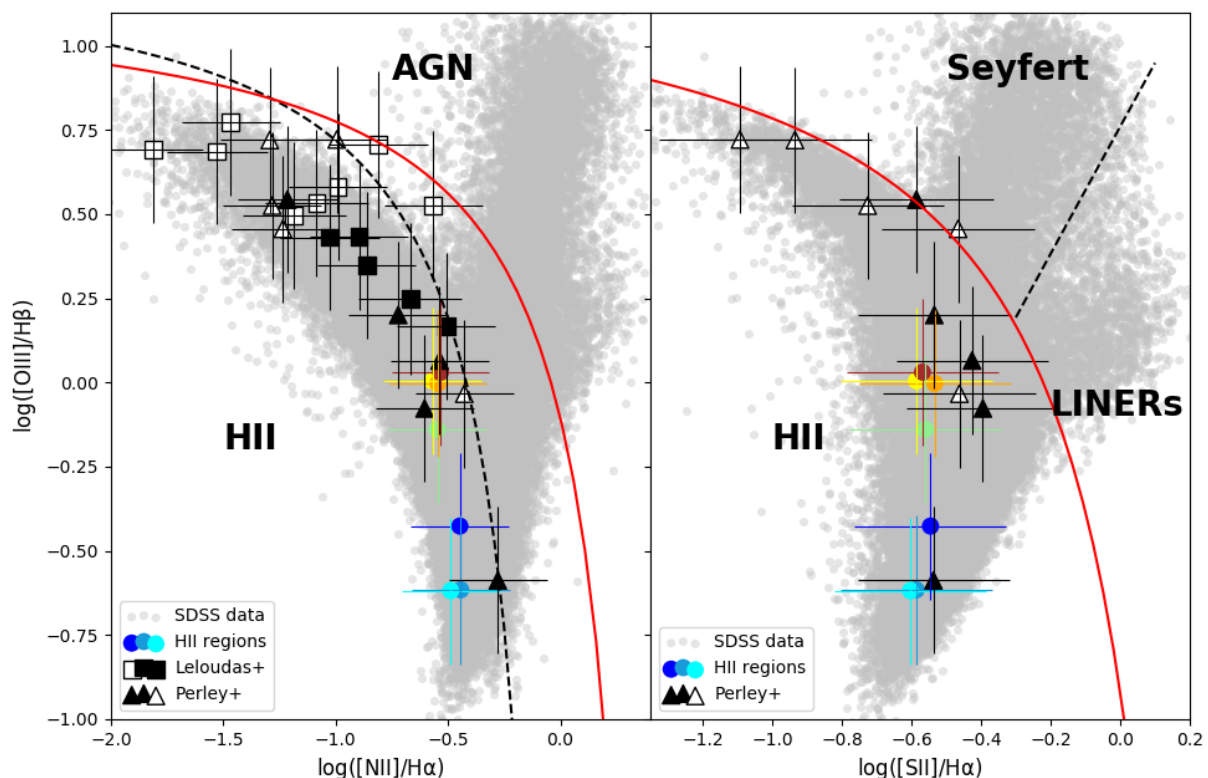 AGN
Seyfert
HII
HII
LINERs
1.00
0.75
0.50
0.25
0.00
−0.25
−0.50
−0.75
−1.00
log([OIII]/Hβ)
SDSS data
HII regions
Leloudas+
Perley+
SDSS data
HII regions
Perley+
−2.0 −1.5 −1.0 −0.5 0.0
−1.2 −1.0 −0.8 −0.6 −0.4 −0.2 0.0 0.2
log([NII]/Hα)
log([SII]/Hα)